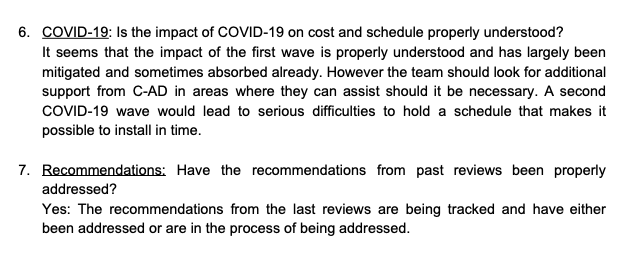 6. COVID-19: Is the impact of COVID-19 on cost and schedule properly understood?
It seems that the impact of the first wave is properly understood and has largely been
mitigated and sometimes absorbed already. However the team should look for additional
support from C-AD in areas where they can assist should it be necessary. A second
COVID-19 wave would lead to serious difficulties to hold a schedule that makes it
possible to install in time.
7. Recommendations: Have the recommendations from past reviews been properly
addressed?
Yes: The recommendations from the last reviews are being tracked and have either
been addressed or are in the process of being addressed.